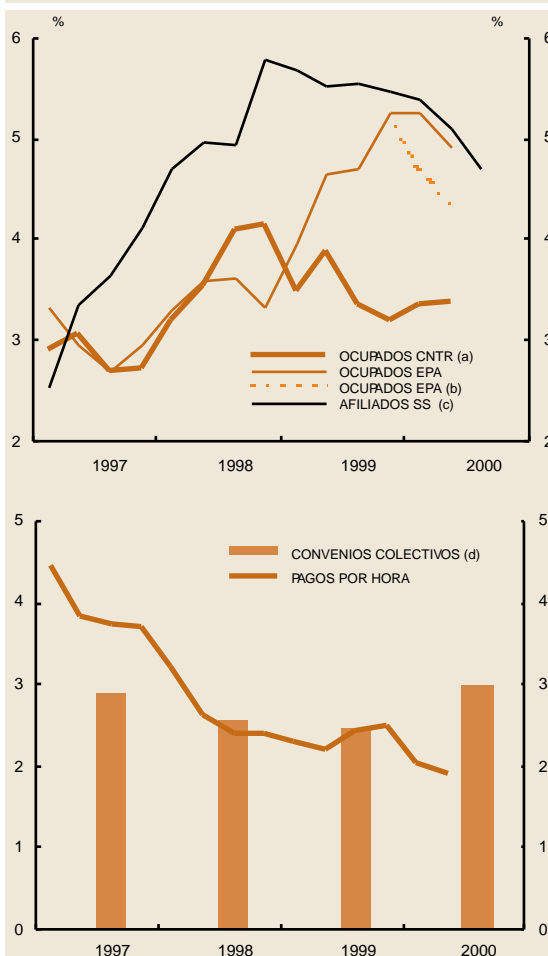 % %
6 6
5 5
4 4
3 3
OCUPADOS CNTR (a)
OCUPADOS EPA
OCUPADOS EPA (b)
AFILIADOS SS (c)
2 2
1997 1998 1999 2000
5 5
CONVENIOS COLECTIVOS (d)
PAGOS POR HORA
4 4
3 3
2 2
1 1
0 0
1997 1998 1999 2000